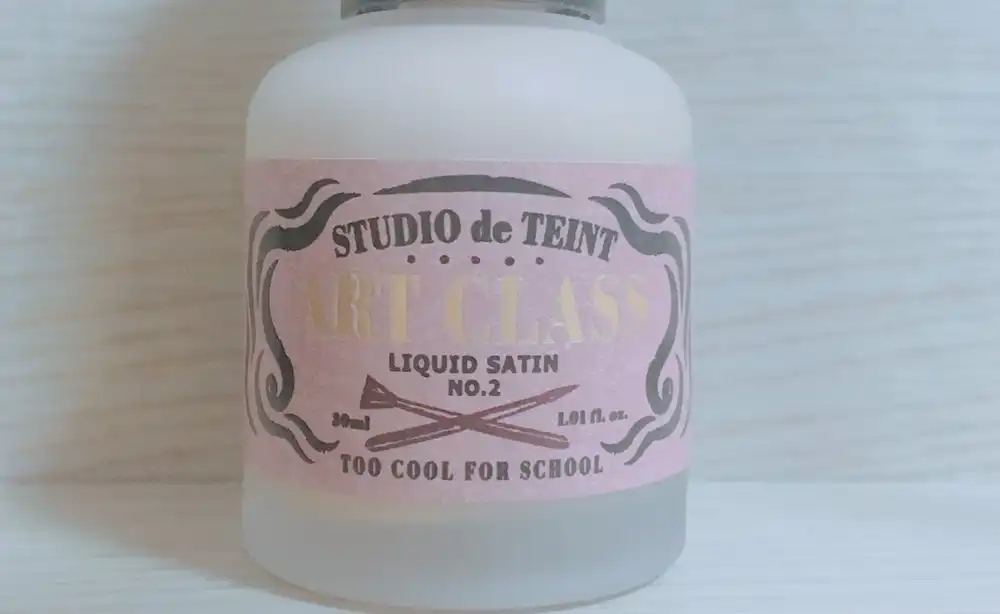 STUDIO de TEINT
ART CLASS
LIQUID SATIN
NO.2
30ml 1.01 fl. oz.
TOO COOL FOR SCHOOL